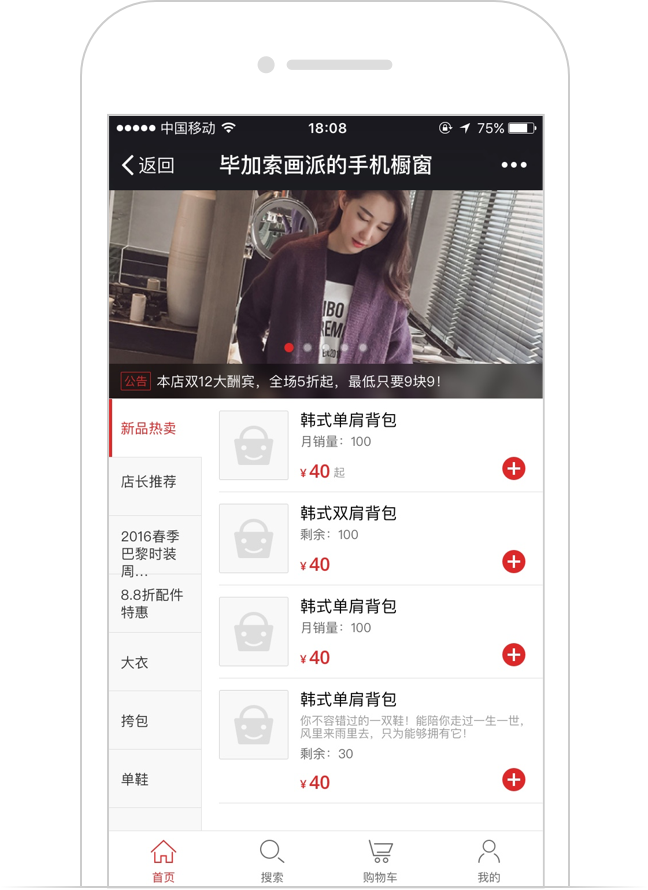 中国移动 18:08 75%
返回 毕加索画派的手机橱窗
公告 本店双12大酬宾，全场5折起，最低只要9块9！
新品热卖
店长推荐
2016春季
巴黎时装
周...
8.8折配件
特惠
大衣
挎包
单鞋
韩式单肩背包
月销量：100
¥40 起
韩式双肩背包
剩余：100
¥40
韩式单肩背包
月销量：100
¥40
韩式单肩背包
你不容错过的一双鞋！能陪你走过一生一世，
风里来雨里去，只为能够拥有它！
剩余：30
¥40
首页 搜索 购物车 我的